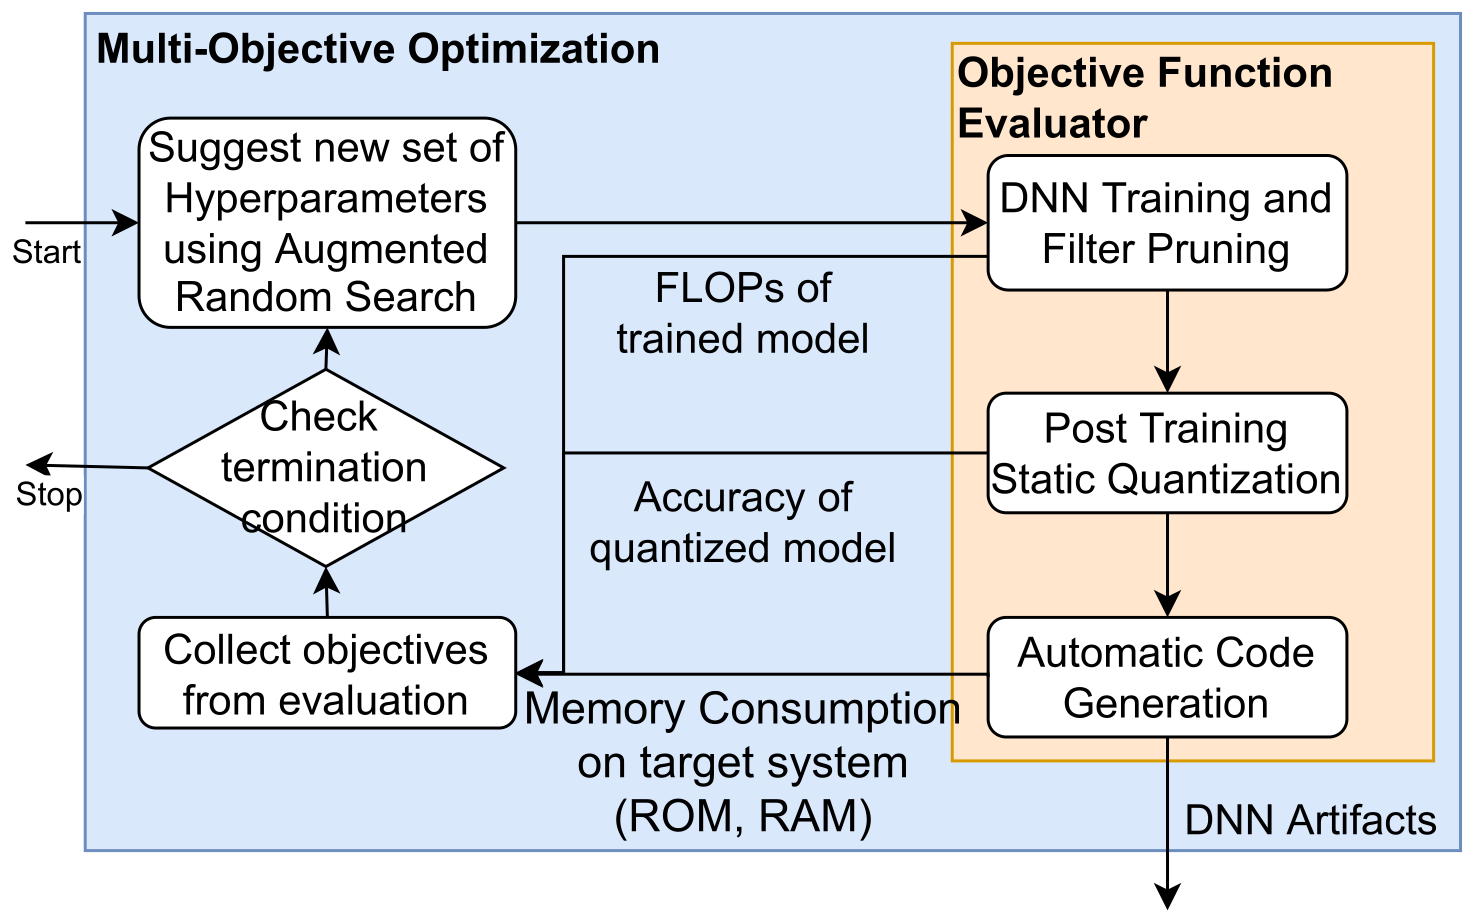 Multi-Objective Optimization
Objective Function
Evaluator
Suggest new set of
Hyperparameters
using Augmented
Random Search
Start
DNN Training and
Filter Pruning
FLOPs of
trained model
Check
termination
condition
Stop
Post Training
Static Quantization
Accuracy of
quantized model
Collect objectives
from evaluation
Automatic Code
Generation
Memory Consumption
on target system
(ROM, RAM)
DNN Artifacts